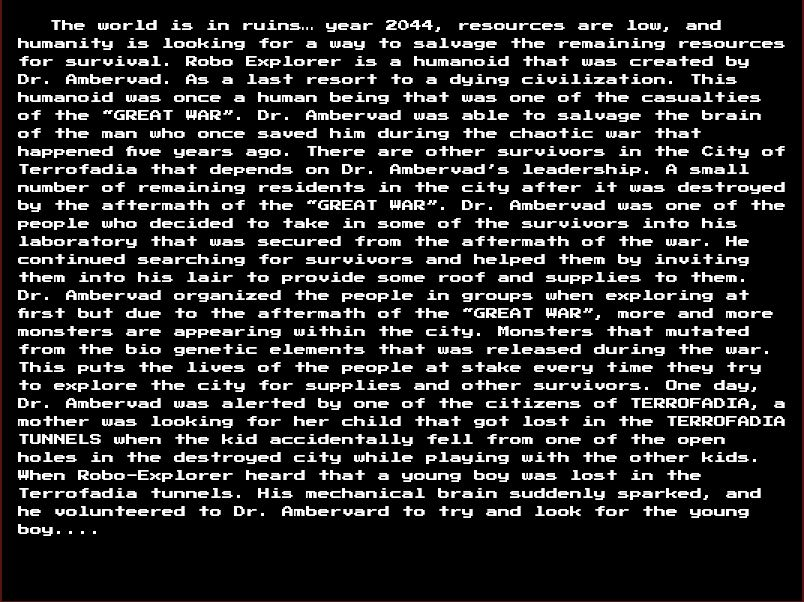 The world is in ruins… year 2044, resources are low, and
humanity is looking for a way to salvage the remaining resources
for survival. Robo Explorer is a humanoid that was created by
Dr. Ambervad. As a last resort to a dying civilization. This
humanoid was once a human being that was one of the casualties
of the “GREAT WAR”. Dr. Ambervad was able to salvage the brain
of the man who once saved him during the chaotic war that
happened five years ago. There are other survivors in the City of
Terrofadia that depends on Dr. Ambervad’s leadership. A small
number of remaining residents in the city after it was destroyed
by the aftermath of the “GREAT WAR”. Dr. Ambervad was one of the
people who decided to take in some of the survivors into his
laboratory that was secured from the aftermath of the war. He
continued searching for survivors and helped them by inviting
them into his lair to provide some roof and supplies to them.
Dr. Ambervad organized the people in groups when exploring at
first but due to the aftermath of the “GREAT WAR”, more and more
monsters are appearing within the city. Monsters that mutated
from the bio genetic elements that was released during the war.
This puts the lives of the people at stake every time they try
to explore the city for supplies and other survivors. One day,
Dr. Ambervad was alerted by one of the citizens of TERROFADIA, a
mother was looking for her child that got lost in the TERROFADIA
TUNNELS when the kid accidentally fell from one of the open
holes in the destroyed city while playing with the other kids.
When Robo-Explorer heard that a young boy was lost in the
Terrofadia tunnels. His mechanical brain suddenly sparked, and
he volunteered to Dr. Ambervard to try and look for the young
boy....